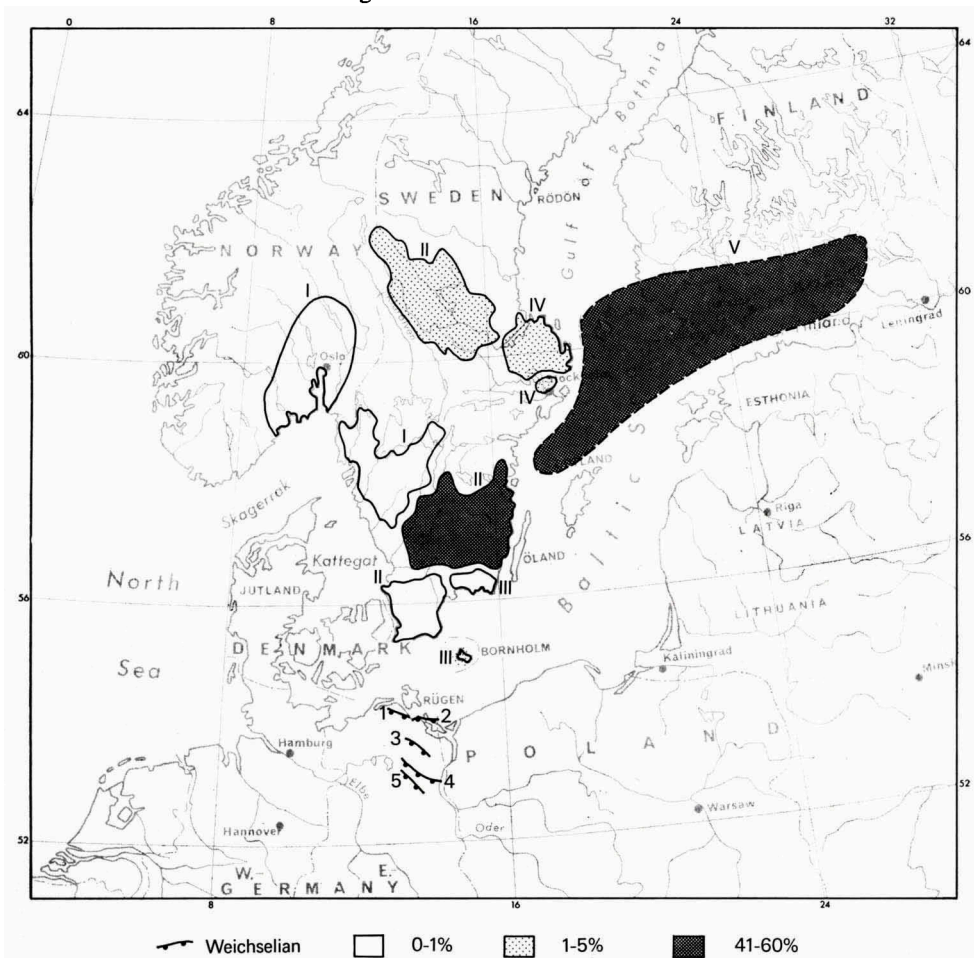 0 8 16 24 32
64 64
FINLAND
Gulf of Bothnia
SWEDEN
RÖDÖN
NORWAY
II
V
I
IV
60
Leningrad
inland
Oslo
60
IV
ESTHONIA
I
II
Skagerrak
Riga
LATVIA
Kattegat
ÖLAND
56
North
II
JUTLAND
III
Baltic S
56
LITHUANIA
DENMARK
III
BORNHOLM
Kaliningrad
Sea
Minsk
RÜGEN
1 2
3
Hamburg
POLAND
5 4
Elbe
52
Warsaw
Hannover
Oder
52
W.- E.
GERMANY
8 16 24
Weichselian 0-1% 1-5% 41-60%